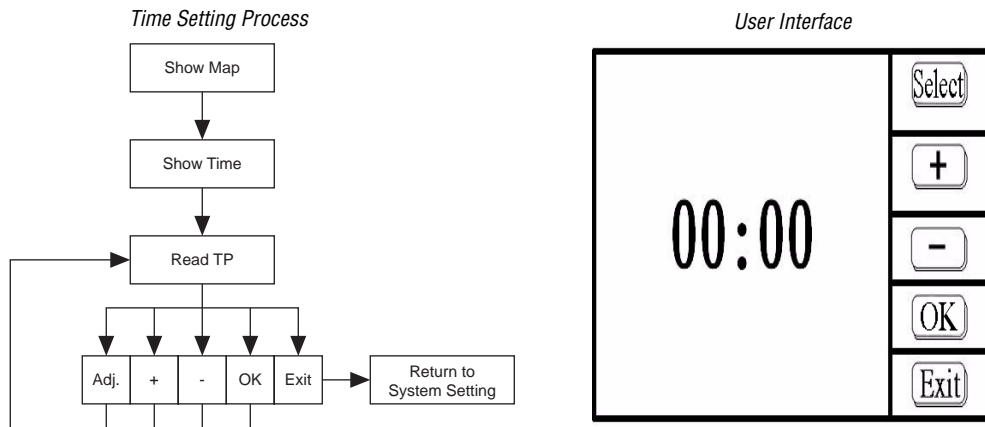 Time Setting Process
Show Map
Show Time
Read TP
Adj.
+
-
OK
Exit
Return to
System Setting
User Interface
00:00
Select
+
-
OK
Exit